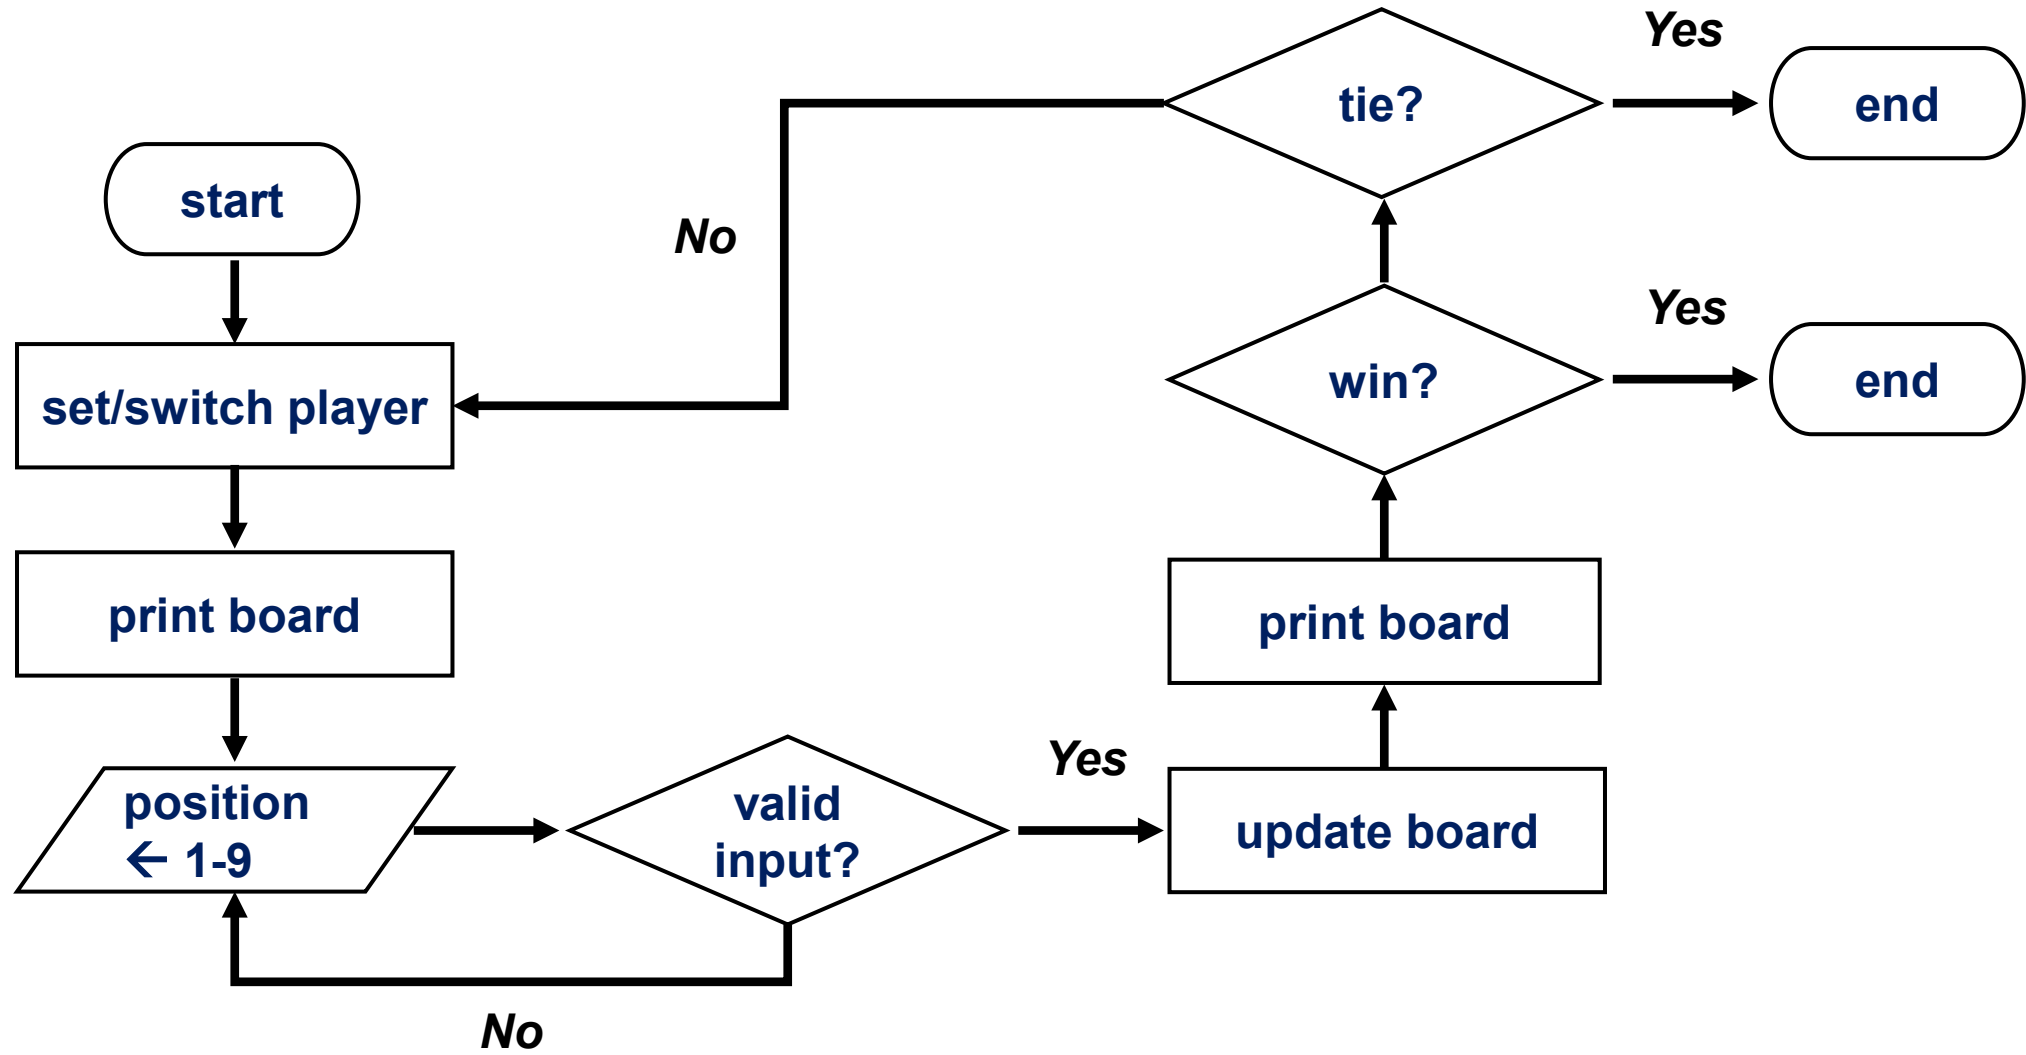 start
set/switch player
print board
position
← 1-9
valid
input?
No
Yes
update board
print board
win?
Yes
end
tie?
Yes
end
No